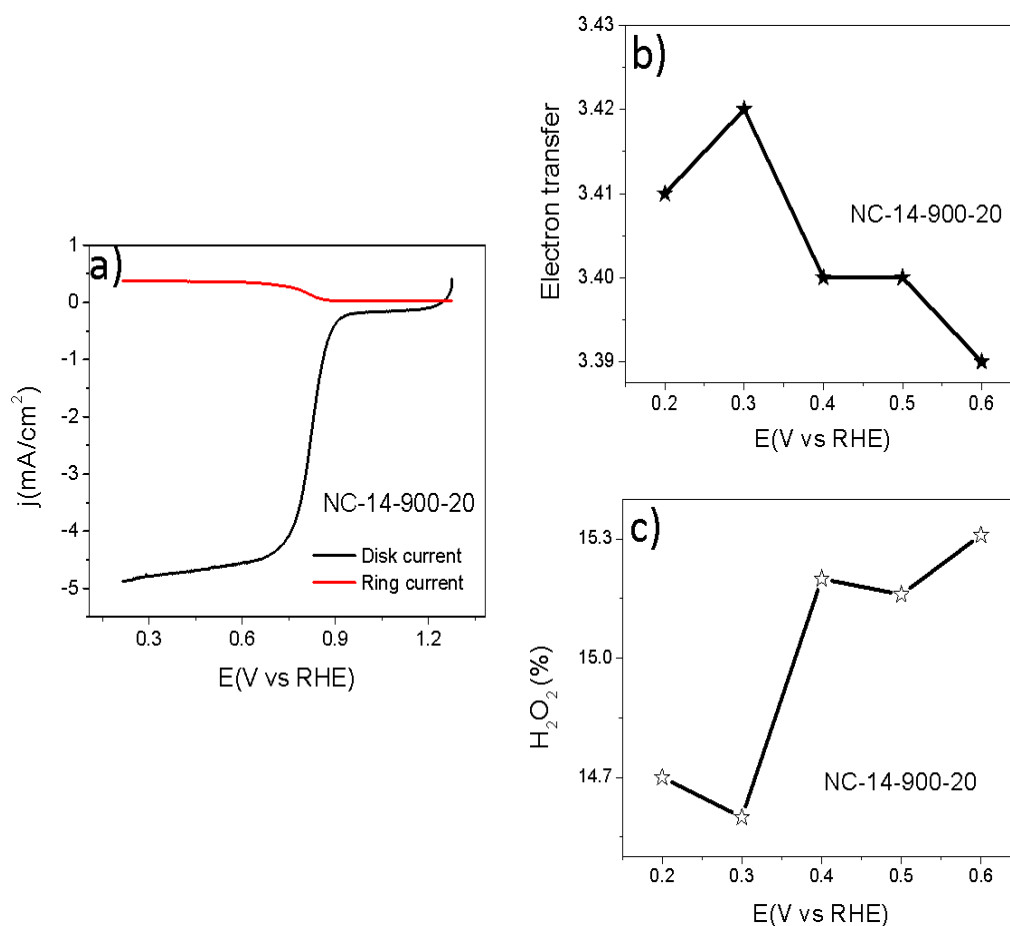 a)
1
0
-1
-2
-3
-4
-5
j(mA/cm²)
NC-14-900-20
Disk current
Ring current
0.3 0.6 0.9 1.2
E(V vs RHE)
b)
3.43
3.42
3.41
3.40
3.39
Electron transfer
NC-14-900-20
0.2 0.3 0.4 0.5 0.6
E(V vs RHE)
c)
15.3
15.0
14.7
H₂O₂ (%)
NC-14-900-20
0.2 0.3 0.4 0.5 0.6
E(V vs RHE)